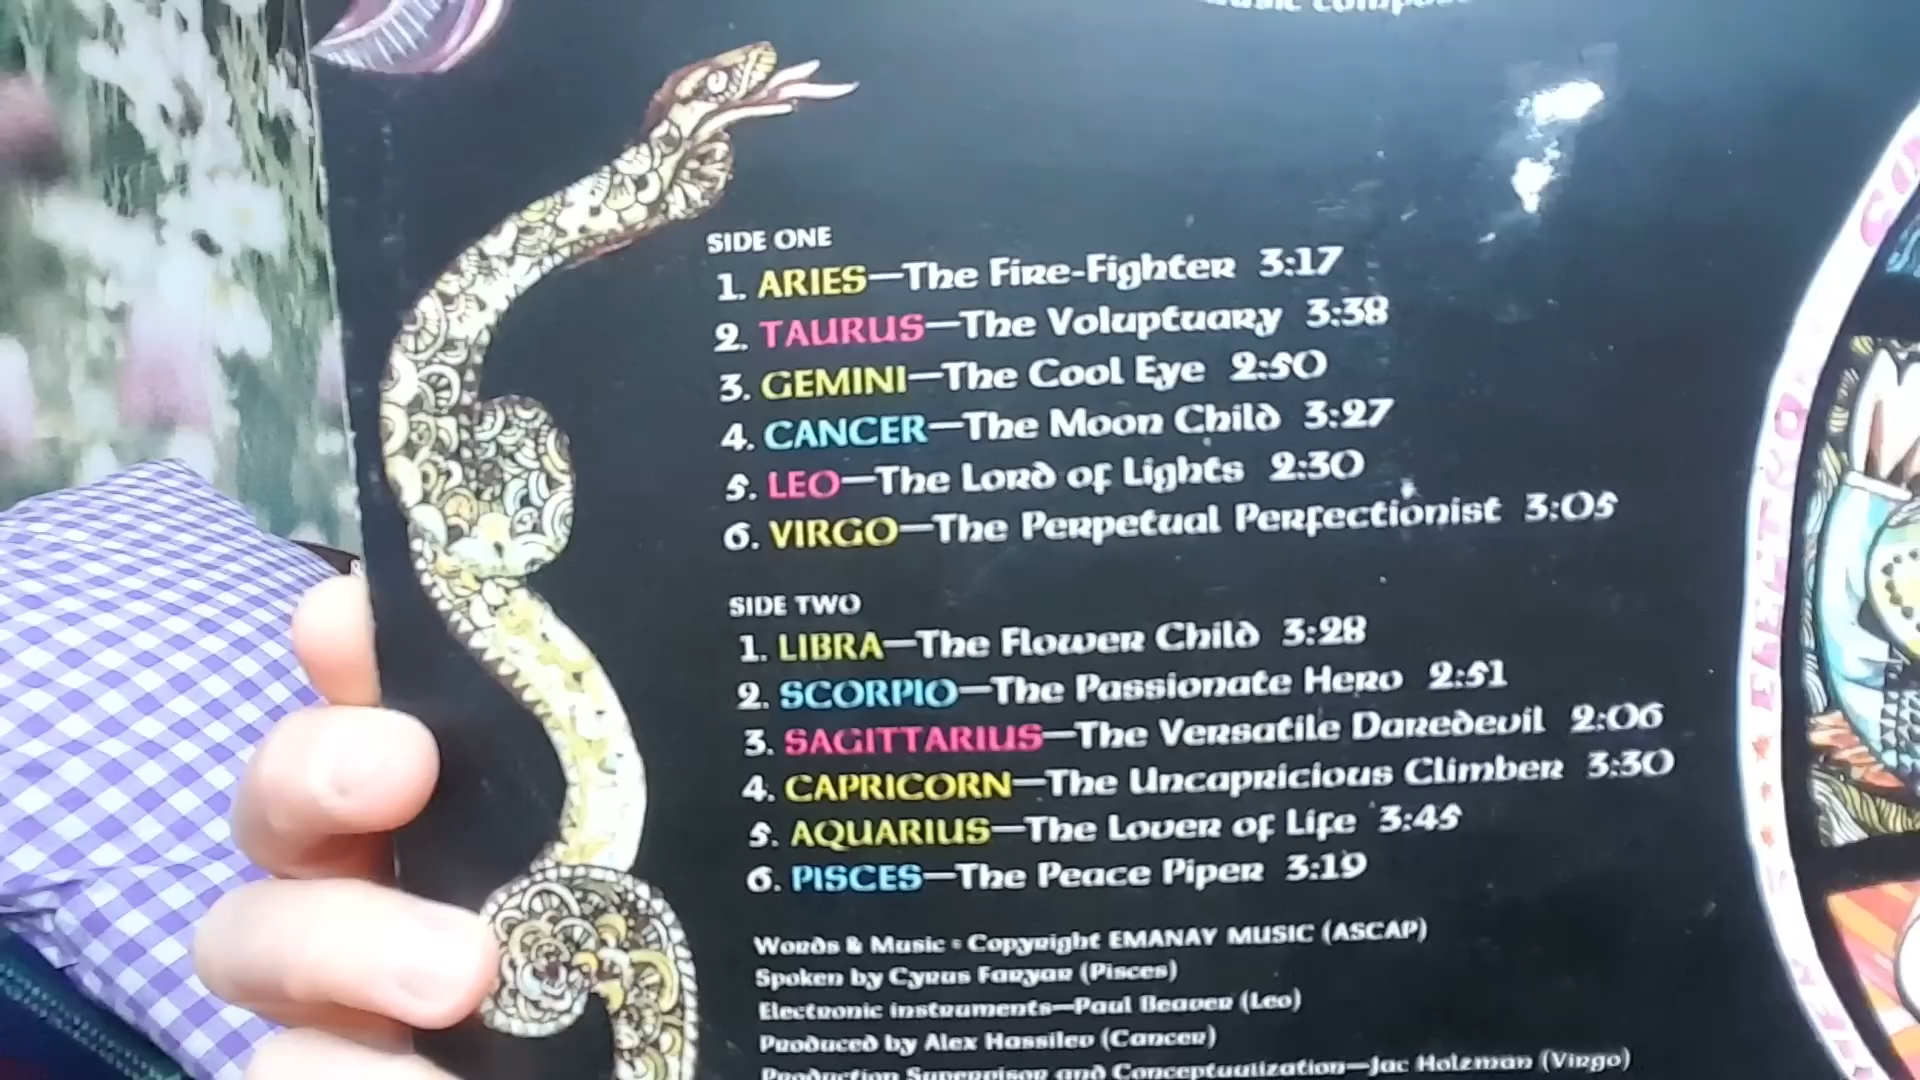 SIDE ONE
1. ARIES—The Fire-Fighter 3:17
2. TAURUS—The Voluptuary 3:38
3. GEMINI—The Cool Eye 2:50
4. CANCER—The Moon Child 3:27
5. LEO—The Lord of Lights 2:30
6. VIRGO—The Perpetual Perfectionist 3:05
SIDE TWO
1. LIBRA—The Flower Child 3:28
2. SCORPIO—The Passionate Hero 2:51
3. SAGITTARIUS—The Versatile Daredevil 2:06
4. CAPRICORN—The Uncapricious Climber 3:30
5. AQUARIUS—The Lover of Life 3:45
6. PISCES—The Peace Piper 3:19
Words & Music · Copyright EMANAY MUSIC (ASCAP)
Spoken by Cyrus Faryar (Pisces)
Electronic instruments—Paul Beaver (Leo)
Produced by Alex Hassilev (Cancer)
Production Supervision and Conceptualization—Jac Holzman (Virgo)